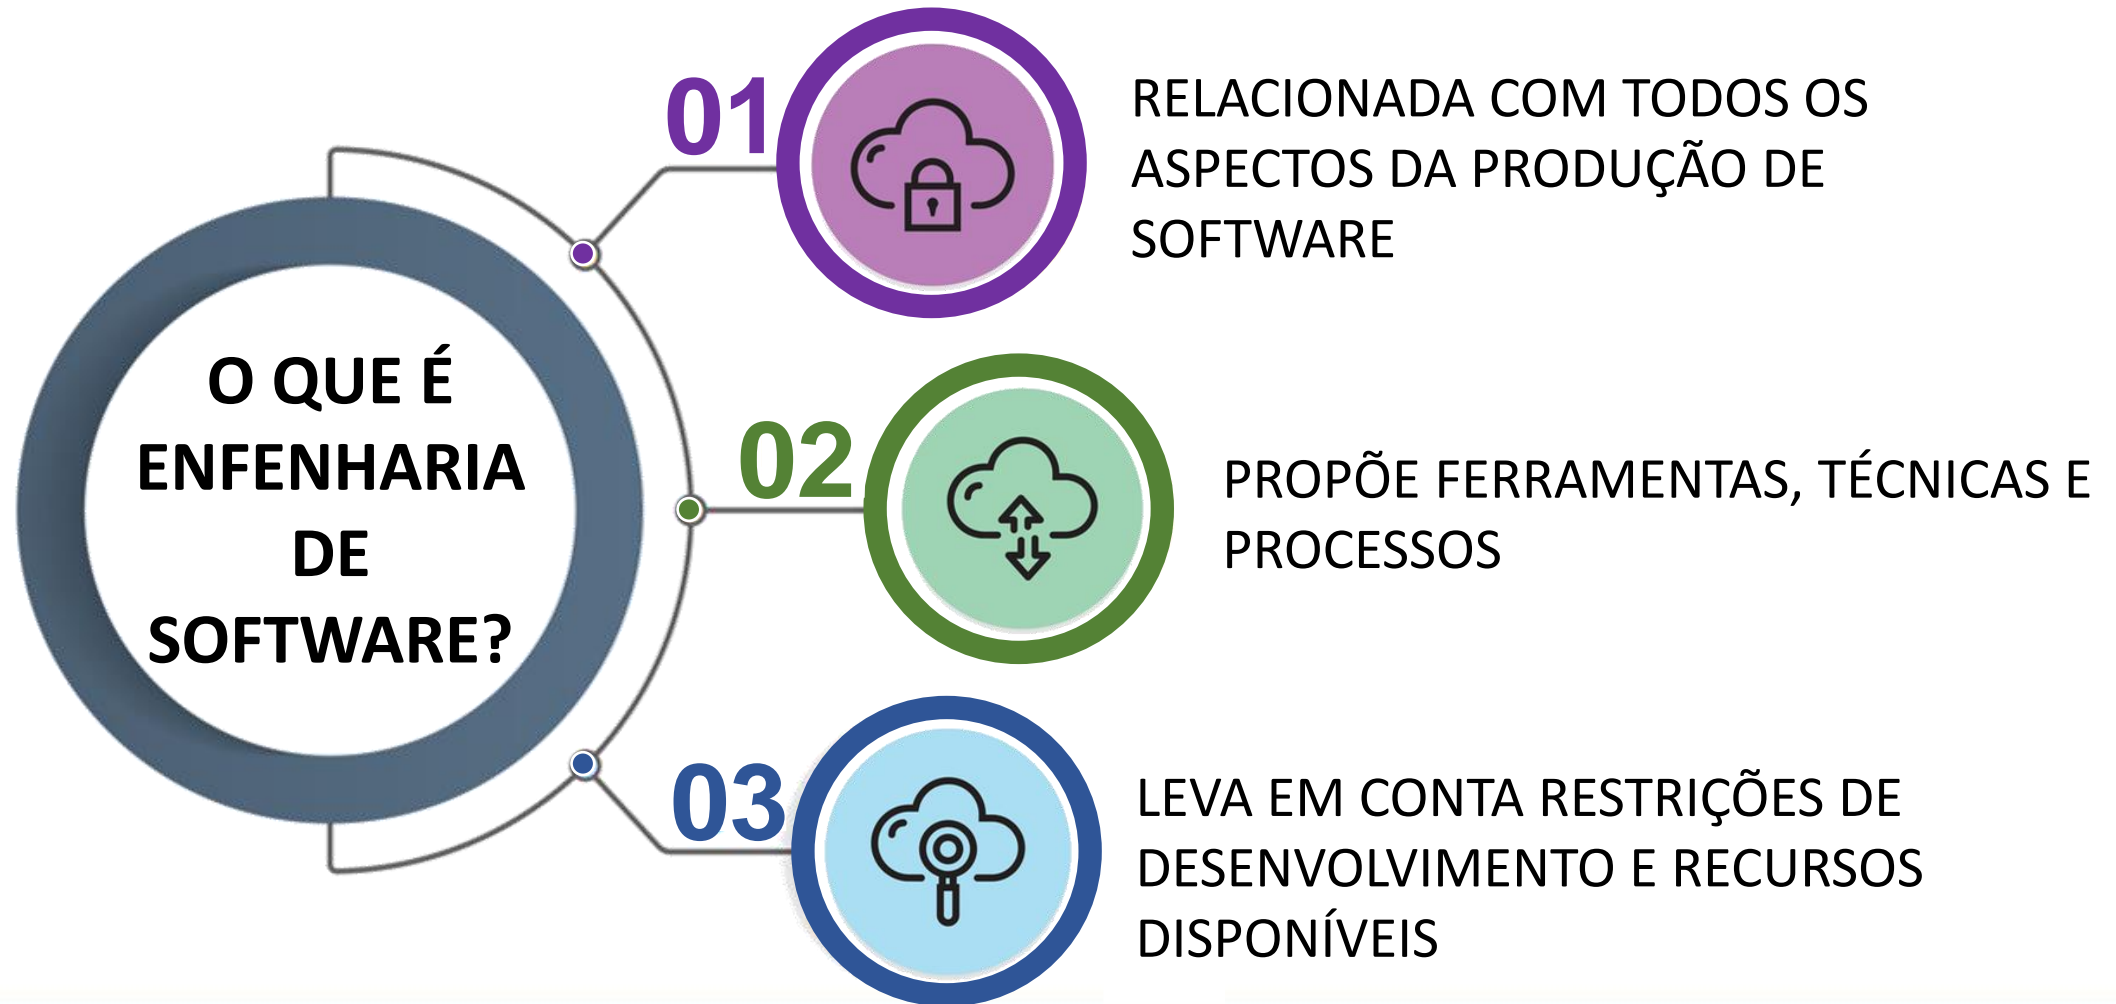 O QUE É
ENFENHARIA
DE
SOFTWARE?
01
RELACIONADA COM TODOS OS
ASPECTOS DA PRODUÇÃO DE
SOFTWARE
02
PROPÕE FERRAMENTAS, TÉCNICAS E
PROCESSOS
03
LEVA EM CONTA RESTRIÇÕES DE
DESENVOLVIMENTO E RECURSOS
DISPONÍVEIS